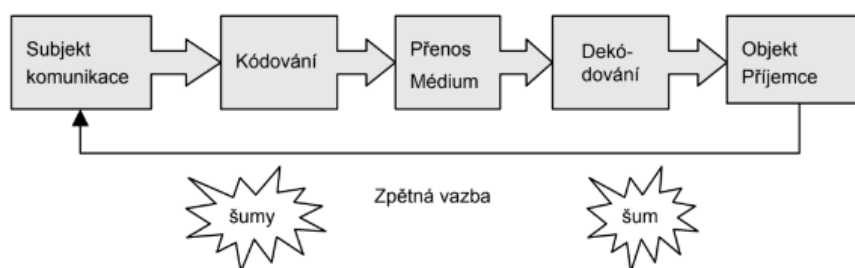 Subjekt
komunikace
Kódování
Přenos
Médium
Dekó-
dování
Objekt
Příjemce
Zpětná vazba
šumy
šum